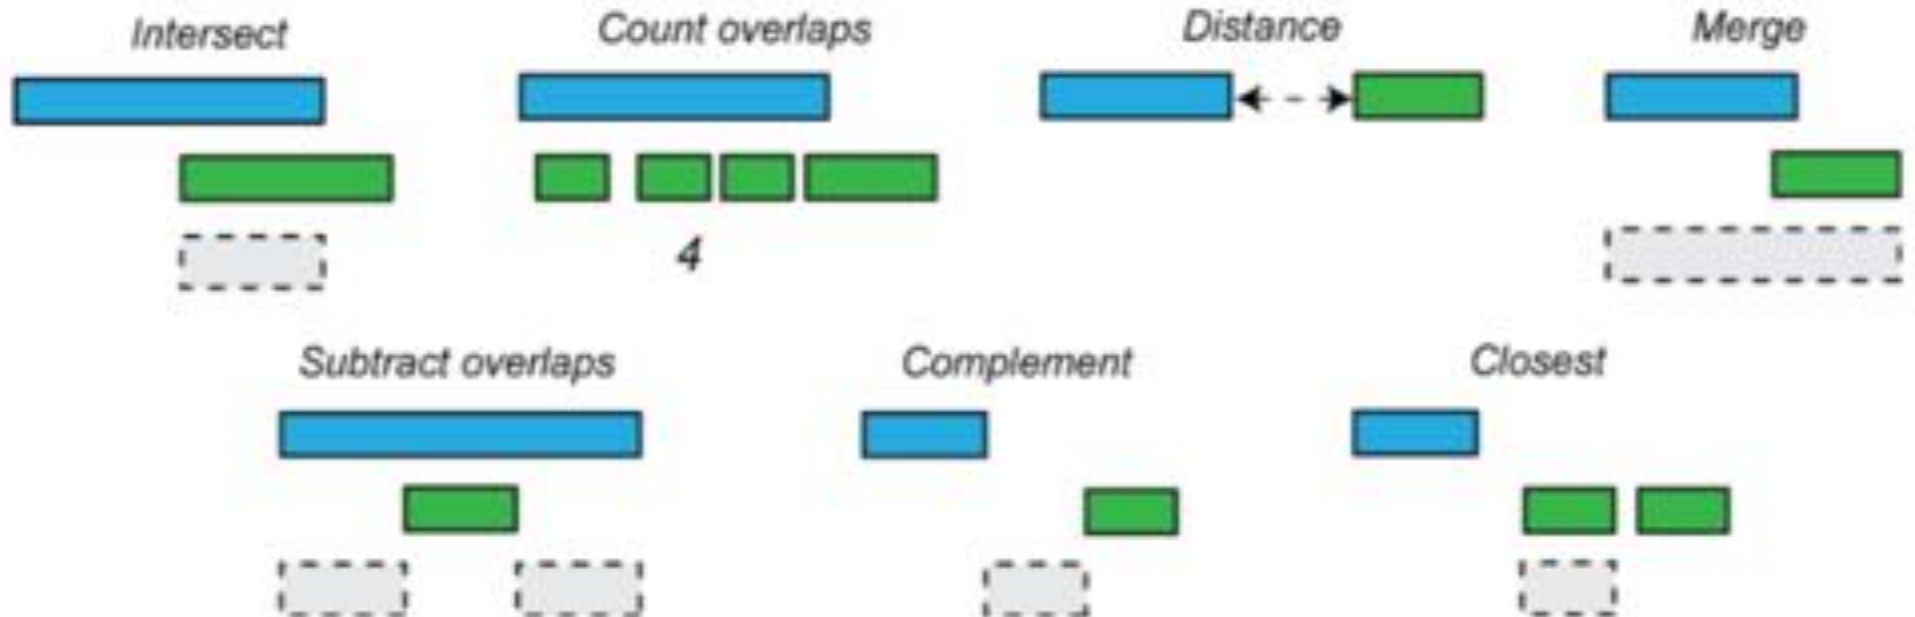 Intersect
Count overlaps
Distance
Merge
4
Subtract overlaps
Complement
Closest